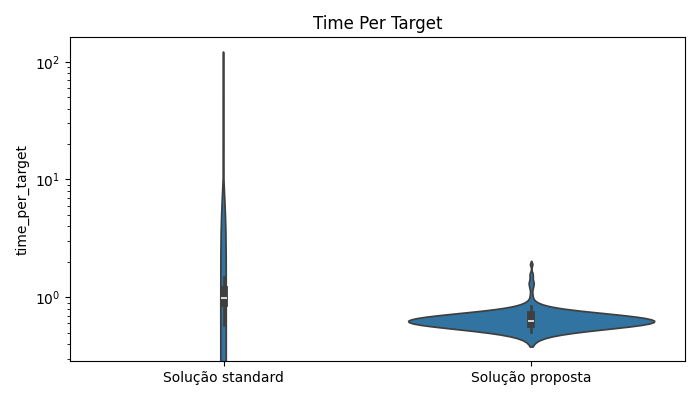 Time Per Target
time_per_target
10²
10¹
10⁰
Solução standard
Solução proposta